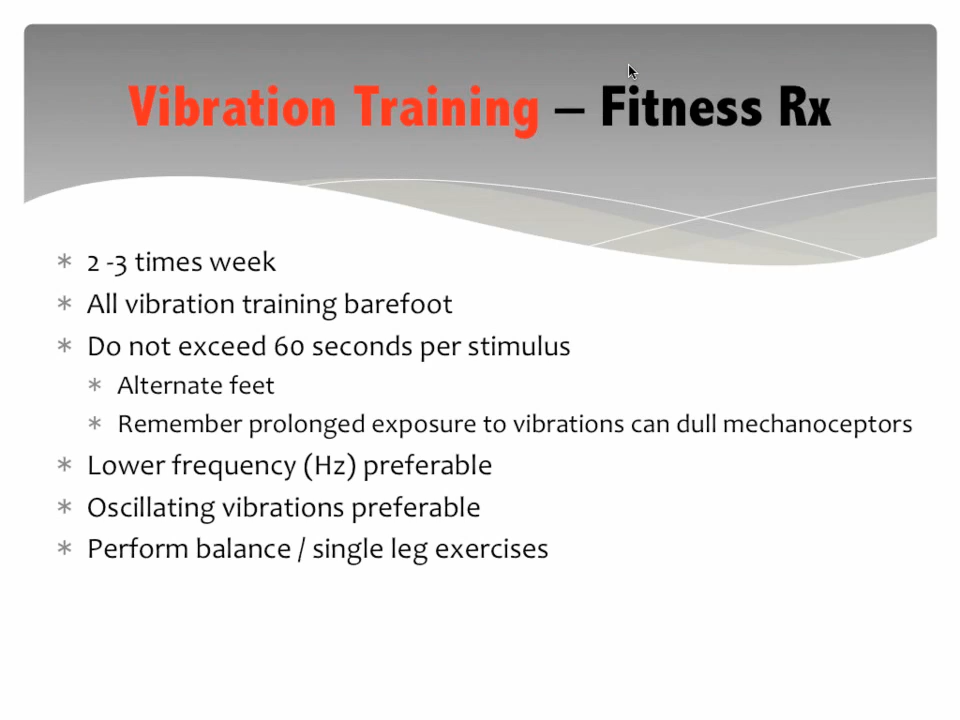 Vibration Training – Fitness Rx
* 2 -3 times week
* All vibration training barefoot
* Do not exceed 60 seconds per stimulus
* Alternate feet
* Remember prolonged exposure to vibrations can dull mechanoceptors
* Lower frequency (Hz) preferable
* Oscillating vibrations preferable
* Perform balance / single leg exercises